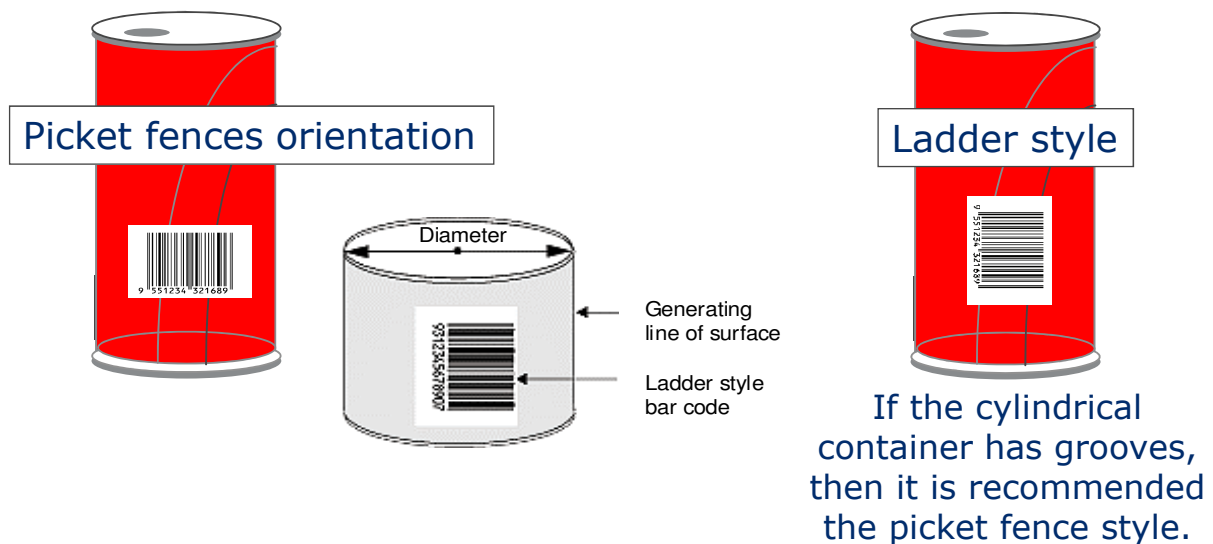 Picket fences orientation
9 551234 321689
Diameter
9312345678907
Generating
line of surface
Ladder style
bar code
Ladder style
9 551234 321689
If the cylindrical
container has grooves,
then it is recommended
the picket fence style.